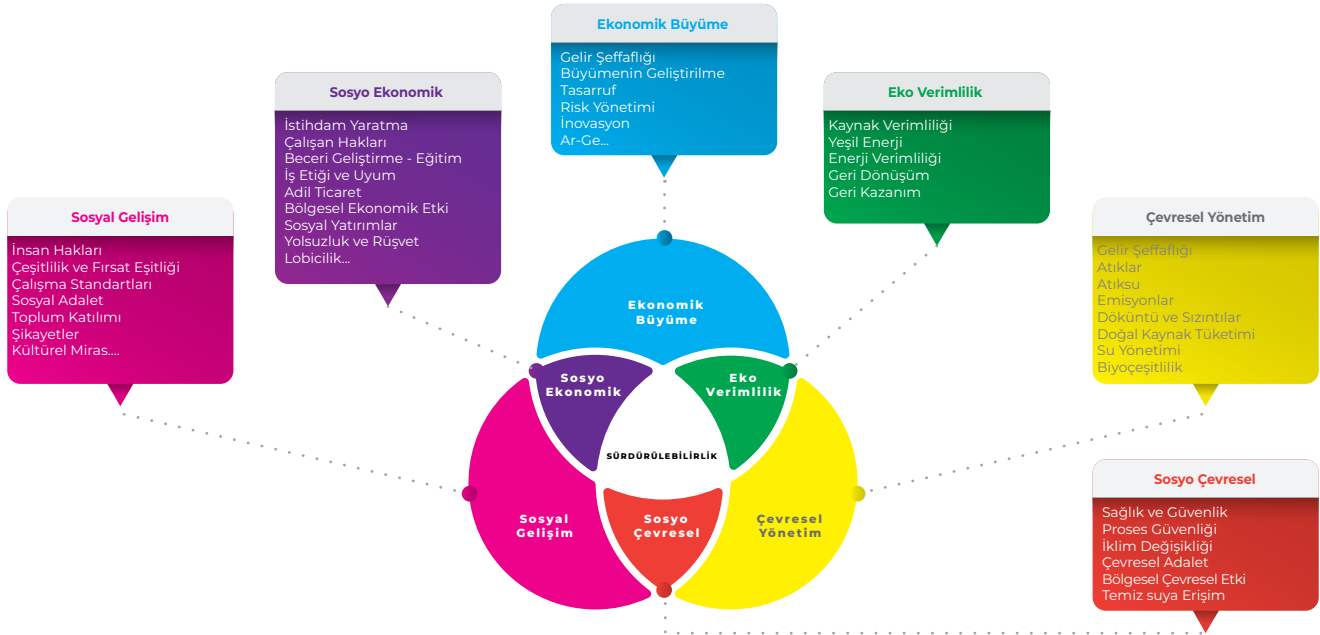 Ekonomik Büyüme
Gelir Şeffaflığı
Büyümenin Geliştirilme
Tasarruf
Risk Yönetimi
İnovasyon
Ar-Ge...
Sosyo Ekonomik
İstihdam Yaratma
Çalışan Hakları
Beceri Geliştirme - Eğitim
İş Etiği ve Uyum
Adil Ticaret
Bölgesel Ekonomik Etki
Sosyal Yatırımlar
Yolsuzluk ve Rüşvet
Lobicilik...
Eko Verimlilik
Kaynak Verimliliği
Yeşil Enerji
Enerji Verimliliği
Geri Dönüşüm
Geri Kazanım
Sosyal Gelişim
İnsan Hakları
Çeşitlilik ve Fırsat Eşitliği
Çalışma Standartları
Sosyal Adalet
Toplum Katılımı
Şikayetler
Kültürel Miras....
Çevresel Yönetim
Gelir Şeffaflığı
Atıklar
Atıksu
Emisyonlar
Döküntü ve Sızıntılar
Doğal Kaynak Tüketimi
Su Yönetimi
Biyoçeşitlilik
Ekonomik
Büyüme
Sosyo
Ekonomik
Eko
Verimlilik
SÜRDÜRÜLEBİLİRLİK
Sosyal
Gelişim
Sosyo
Çevresel
Çevresel
Yönetim
Sosyo Çevresel
Sağlık ve Güvenlik
Proses Güvenliği
İklim Değişikliği
Çevresel Adalet
Bölgesel Çevresel Etki
Temiz suya Erişim